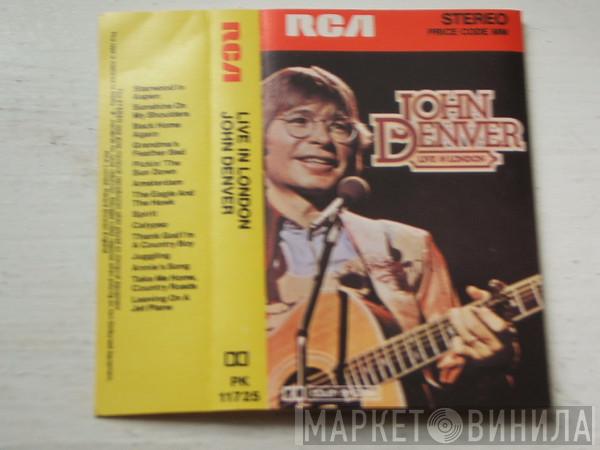 Starwood In
Aspen
Sunshine On
My Shoulders
Back Home
Again
Grandma's
Feather Bed
Pickin' The
Sun Down
Amsterdam
The Eagle And
The Hawk
Spirit
Calypso
Thank God I'm
A Country Boy
Juggling
Annie's Song
Take Me Home,
Country Roads
Leaving On A
Jet Plane
RCA
LIVE IN LONDON
JOHN DENVER
PK
11725
RCA
STEREO
PRICE CODE MM
JOHN
DENVER
LIVE IN LONDON
МАРКЕТ ВИНИЛА